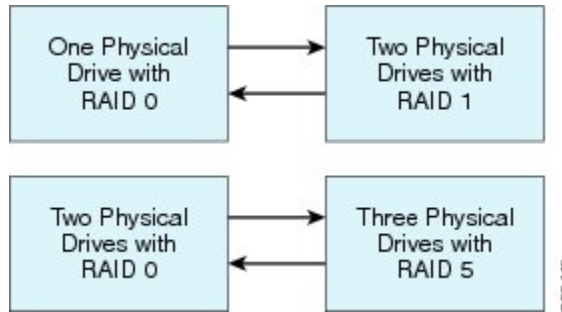 One Physical
Drive with
RAID 0
Two Physical
Drives with
RAID 1
Two Physical
Drives with
RAID 0
Three Physical
Drives with
RAID 5